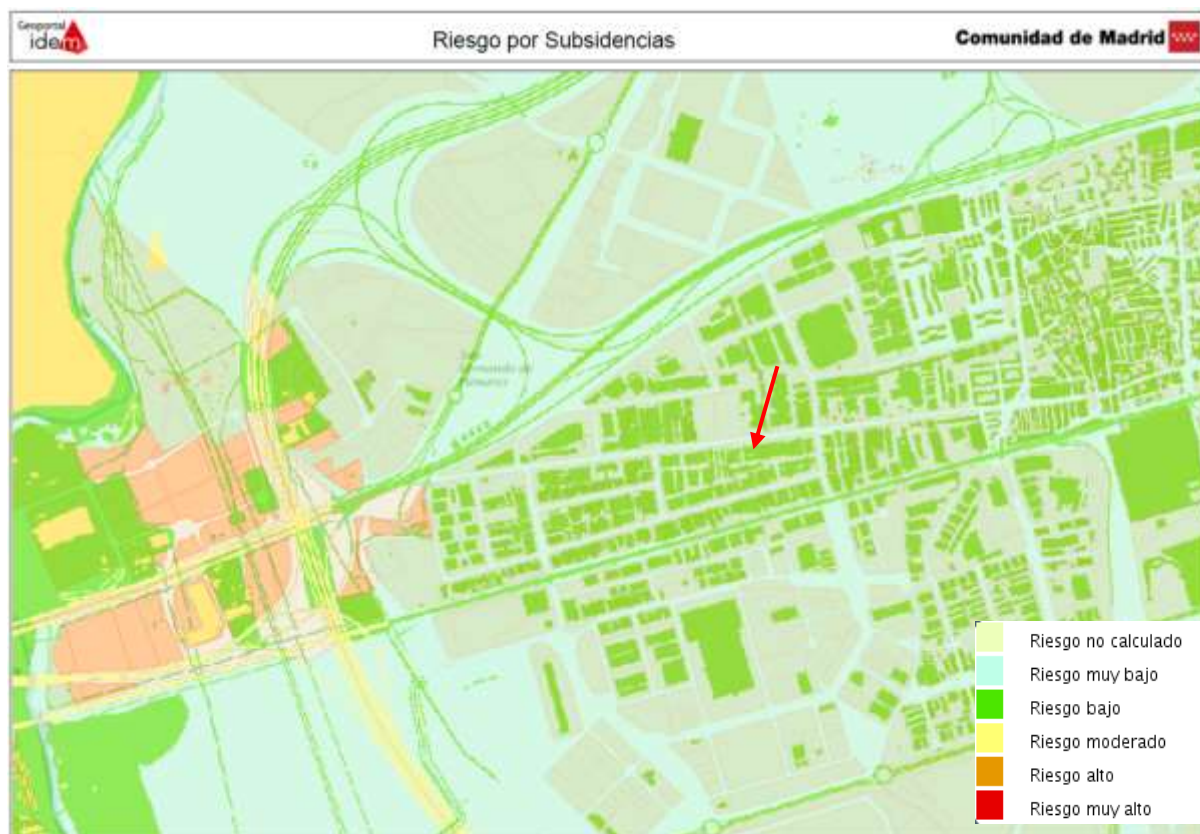 Geoportal
idem
Riesgo por Subsidencias
Comunidad de Madrid
Riesgo no calculado
Riesgo muy bajo
Riesgo bajo
Riesgo moderado
Riesgo alto
Riesgo muy alto